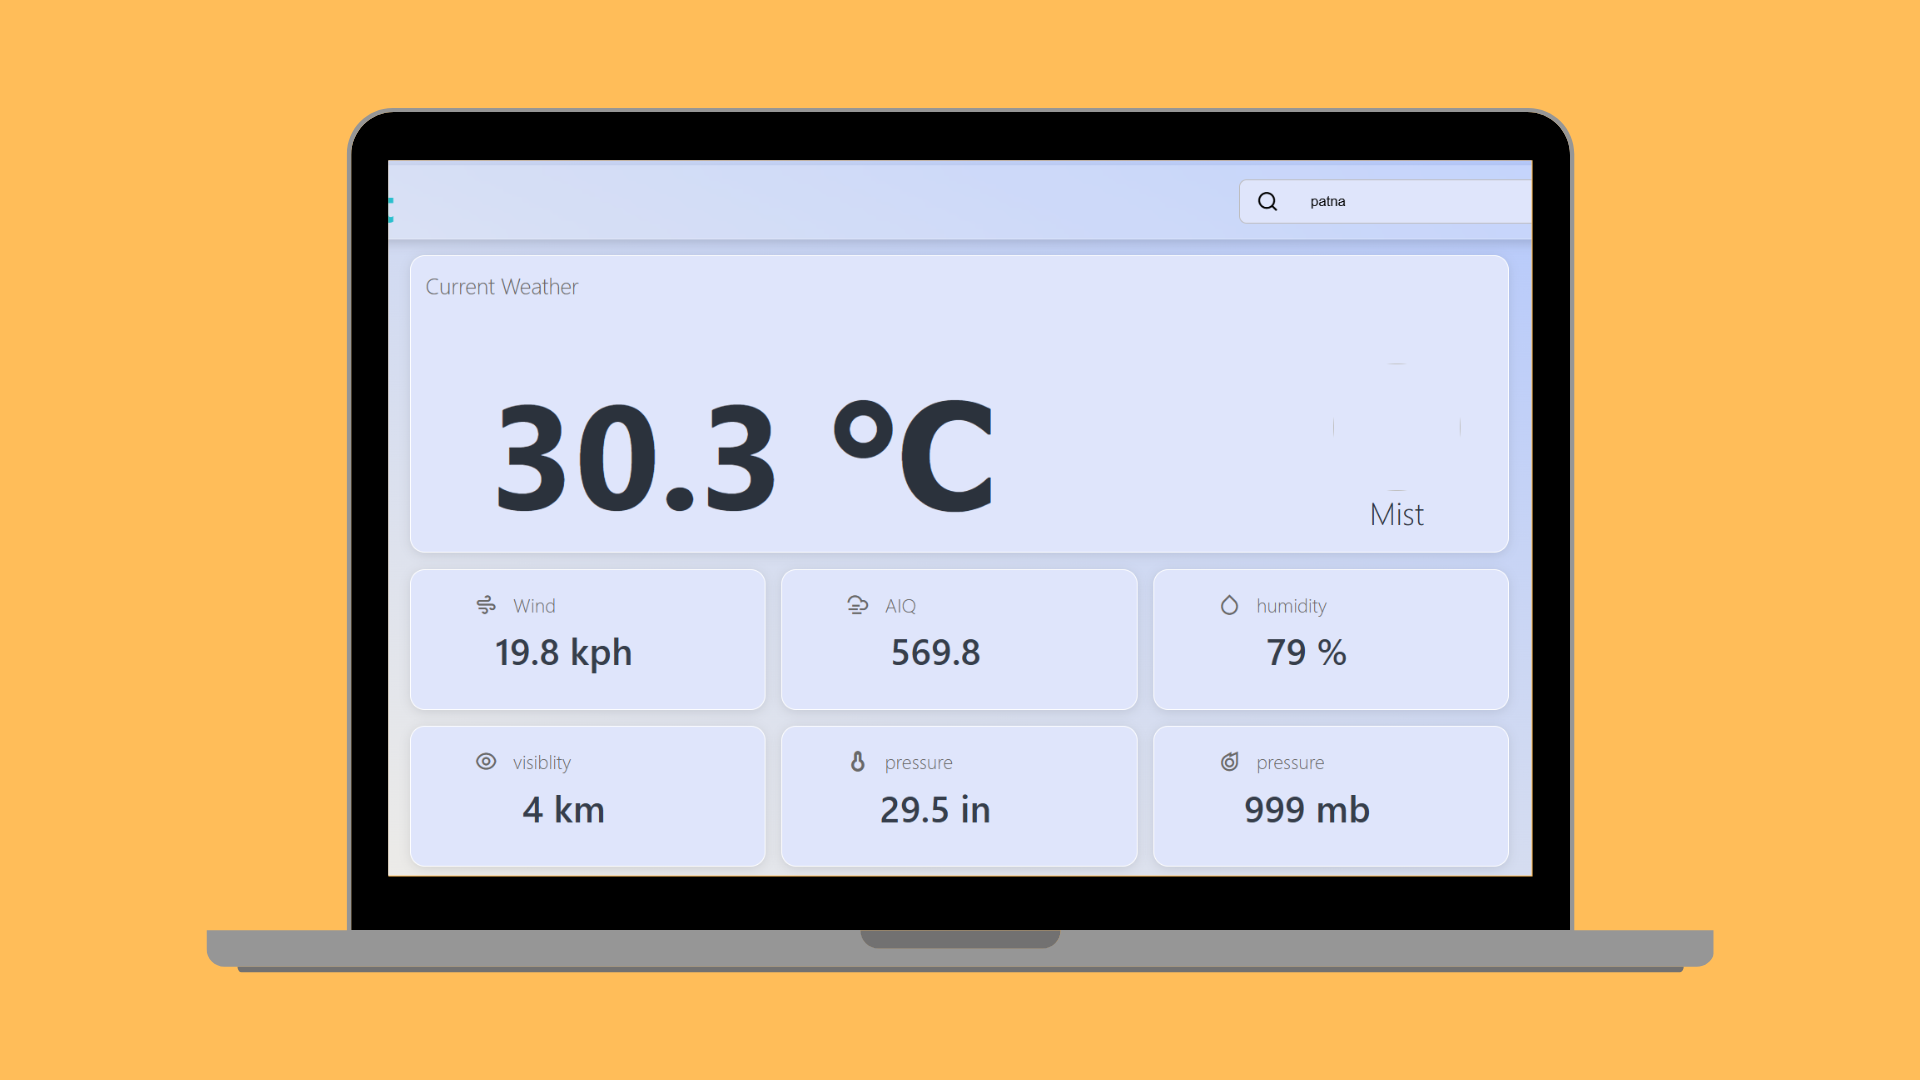 patna
Current Weather
30.3 °C
Mist
Wind
19.8 kph
AIQ
569.8
humidity
79 %
visiblity
4 km
pressure
29.5 in
pressure
999 mb